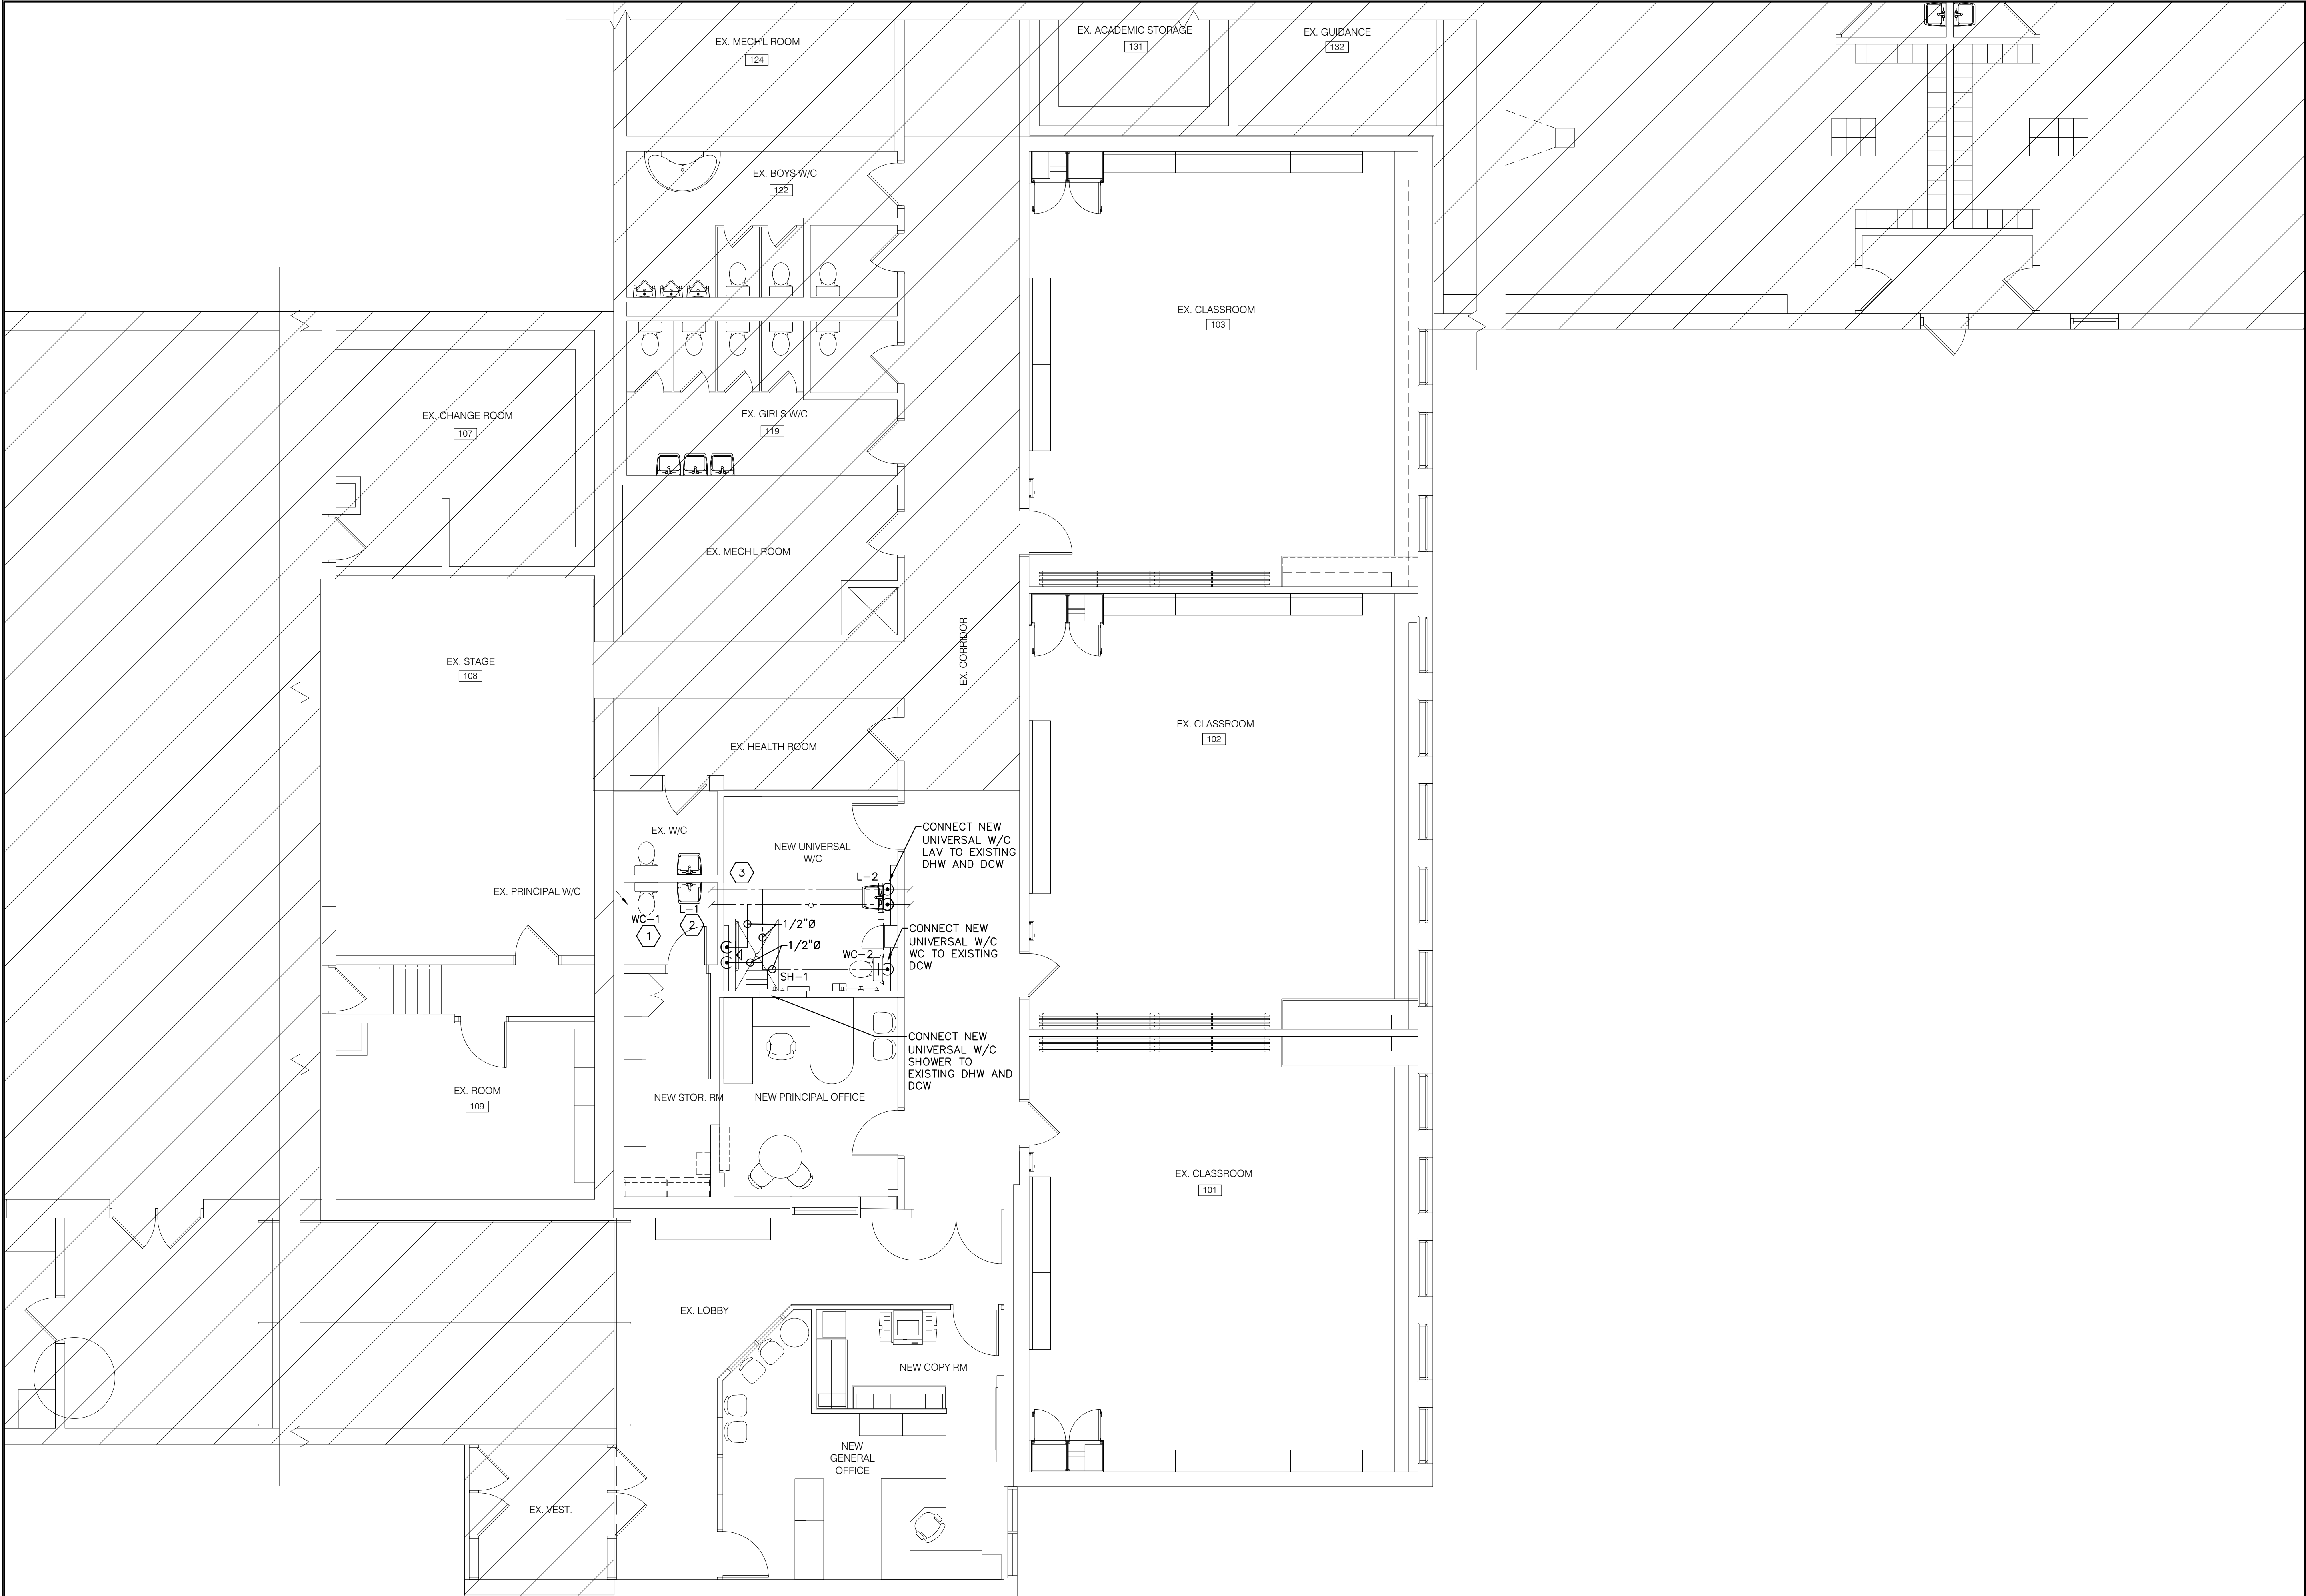 EX. MECH'L ROOM
124
EX. ACADEMIC STORAGE
131
EX. GUIDANCE
132
EX. BOYS W/C
122
EX. CLASSROOM
103
EX. CHANGE ROOM
107
EX. GIRLS W/C
119
EX. MECH'L ROOM
EX. CORRIDOR
EX. STAGE
108
EX. CLASSROOM
102
EX. HEALTH ROOM
EX. W/C
NEW UNIVERSAL
W/C
CONNECT NEW
UNIVERSAL W/C
LAV TO EXISTING
DHW AND DCW
3
L-2
EX. PRINCIPAL W/C
WC-1
1
L-1
2
1/2"Ø
1/2"Ø
WC-2
SH-1
CONNECT NEW
UNIVERSAL W/C
WC TO EXISTING
DCW
CONNECT NEW
UNIVERSAL W/C
SHOWER TO
EXISTING DHW AND
DCW
EX. ROOM
109
NEW STOR. RM
NEW PRINCIPAL OFFICE
EX. CLASSROOM
101
EX. LOBBY
NEW COPY RM
NEW
GENERAL
OFFICE
EX. VEST.